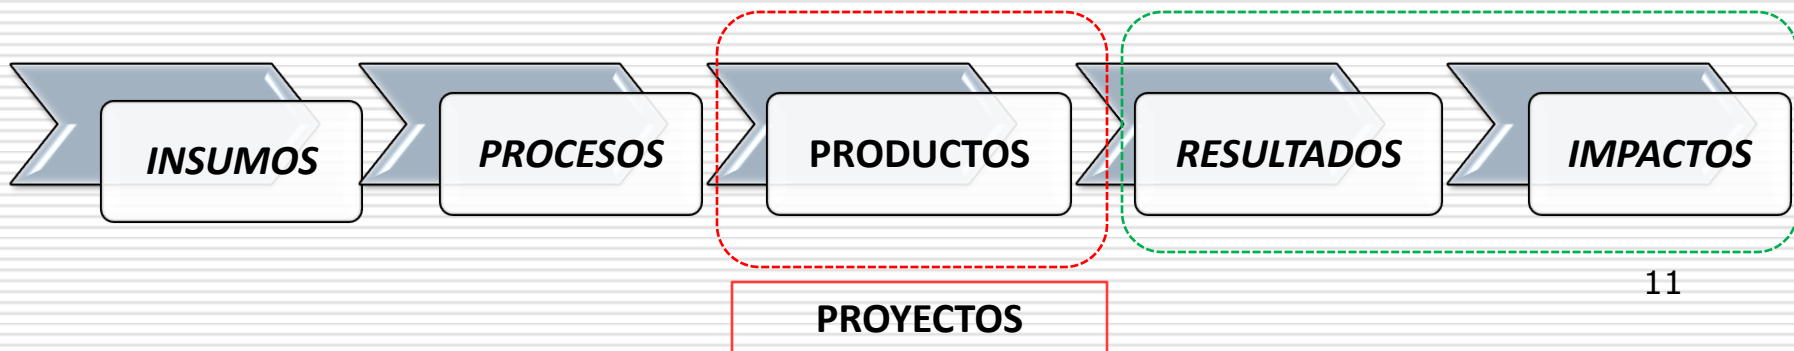 INSUMOS
PROCESOS
PRODUCTOS
RESULTADOS
IMPACTOS
11
PROYECTOS